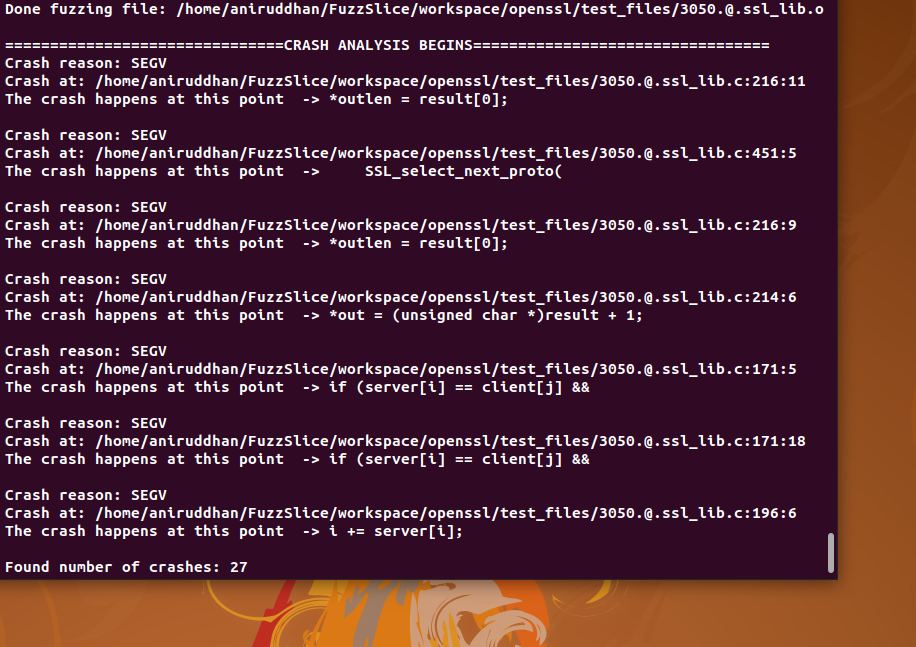 Done fuzzing file: /home/aniruddhan/FuzzSlice/workspace/openssl/test_files/3050.@.ssl_lib.o
===============================CRASH ANALYSIS BEGINS=================================
Crash reason: SEGV
Crash at: /home/aniruddhan/FuzzSlice/workspace/openssl/test_files/3050.@.ssl_lib.c:216:11
The crash happens at this point  -> *outlen = result[0];
Crash reason: SEGV
Crash at: /home/aniruddhan/FuzzSlice/workspace/openssl/test_files/3050.@.ssl_lib.c:451:5
The crash happens at this point  ->     SSL_select_next_proto(
Crash reason: SEGV
Crash at: /home/aniruddhan/FuzzSlice/workspace/openssl/test_files/3050.@.ssl_lib.c:216:9
The crash happens at this point  -> *outlen = result[0];
Crash reason: SEGV
Crash at: /home/aniruddhan/FuzzSlice/workspace/openssl/test_files/3050.@.ssl_lib.c:214:6
The crash happens at this point  -> *out = (unsigned char *)result + 1;
Crash reason: SEGV
Crash at: /home/aniruddhan/FuzzSlice/workspace/openssl/test_files/3050.@.ssl_lib.c:171:5
The crash happens at this point  -> if (server[i] == client[j] &&
Crash reason: SEGV
Crash at: /home/aniruddhan/FuzzSlice/workspace/openssl/test_files/3050.@.ssl_lib.c:171:18
The crash happens at this point  -> if (server[i] == client[j] &&
Crash reason: SEGV
Crash at: /home/aniruddhan/FuzzSlice/workspace/openssl/test_files/3050.@.ssl_lib.c:196:6
The crash happens at this point  -> i += server[i];
Found number of crashes: 27